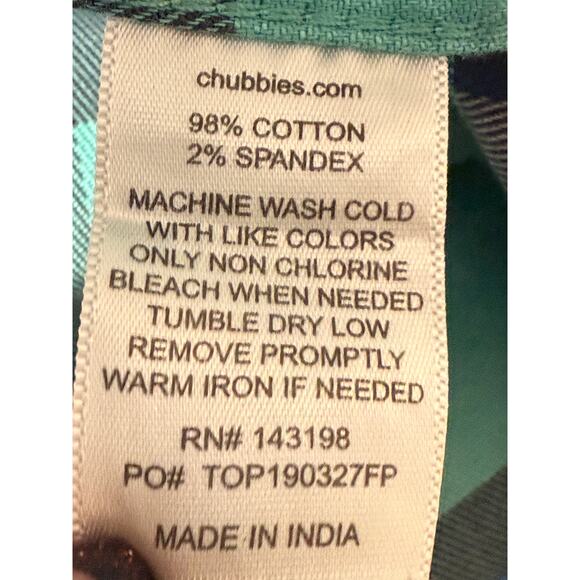 chubbies.com
98% COTTON
2% SPANDEX
MACHINE WASH COLD
WITH LIKE COLORS
ONLY NON CHLORINE
BLEACH WHEN NEEDED
TUMBLE DRY LOW
REMOVE PROMPTLY
WARM IRON IF NEEDED
RN# 143198
PO# TOP190327FP
MADE IN INDIA